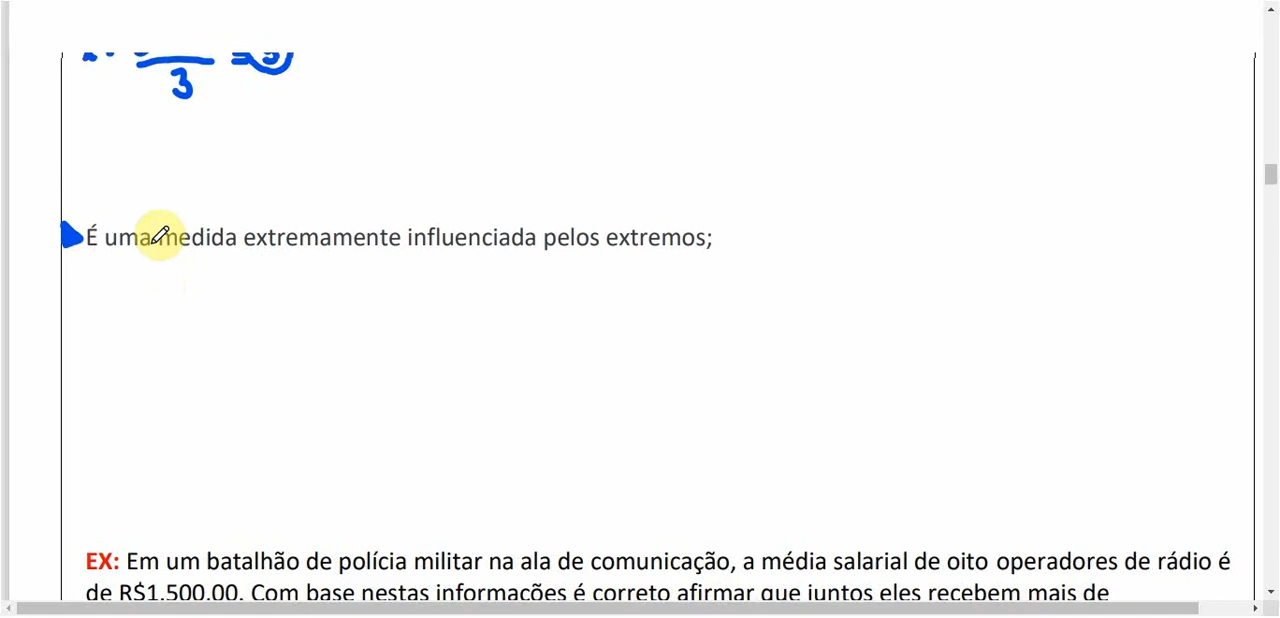 3
É uma medida extremamente influenciada pelos extremos;
EX: Em um batalhão de polícia militar na ala de comunicação, a média salarial de oito operadores de rádio é
de R$1.500,00. Com base nestas informações é correto afirmar que juntos eles recebem mais de